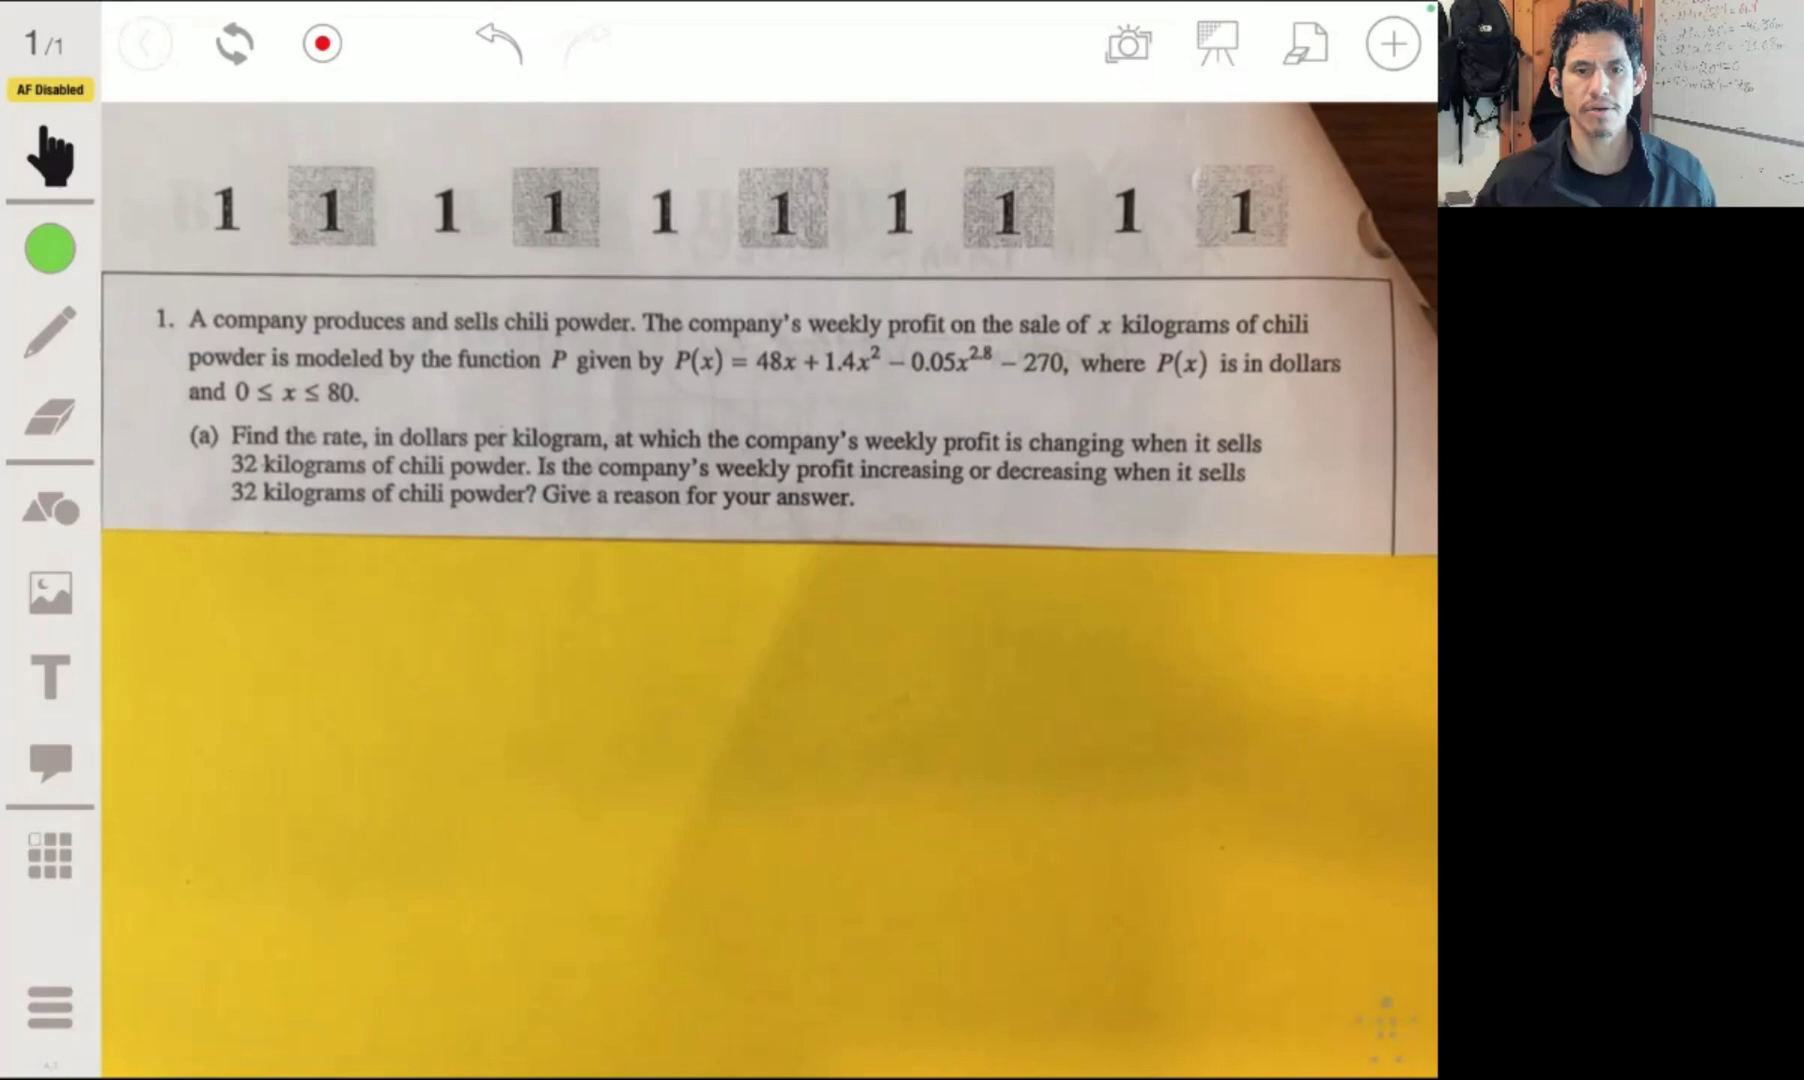 1/1
AF Disabled
1 1 1 1 1 1 1 1 1 1
1. A company produces and sells chili powder. The company's weekly profit on the sale of x kilograms of chili
powder is modeled by the function P given by P(x) = 48x + 1.4x² − 0.05x^2.8 − 270, where P(x) is in dollars
and 0 ≤ x ≤ 80.
(a) Find the rate, in dollars per kilogram, at which the company's weekly profit is changing when it sells
32 kilograms of chili powder. Is the company's weekly profit increasing or decreasing when it sells
32 kilograms of chili powder? Give a reason for your answer.
T